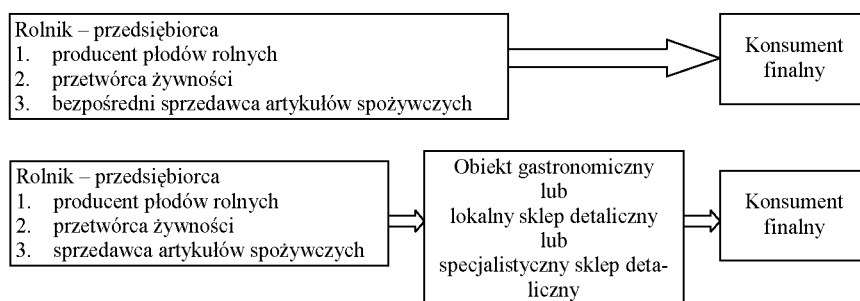 Rolnik – przedsiębiorca
1. producent płodów rolnych
2. przetwórca żywności
3. bezpośredni sprzedawca artykułów spożywczych
Konsument
finalny
Rolnik – przedsiębiorca
1. producent płodów rolnych
2. przetwórca żywności
3. sprzedawca artykułów spożywczych
Obiekt gastronomiczny
lub
lokalny sklep detaliczny
lub
specjalistyczny sklep deta-
liczny
Konsument
finalny